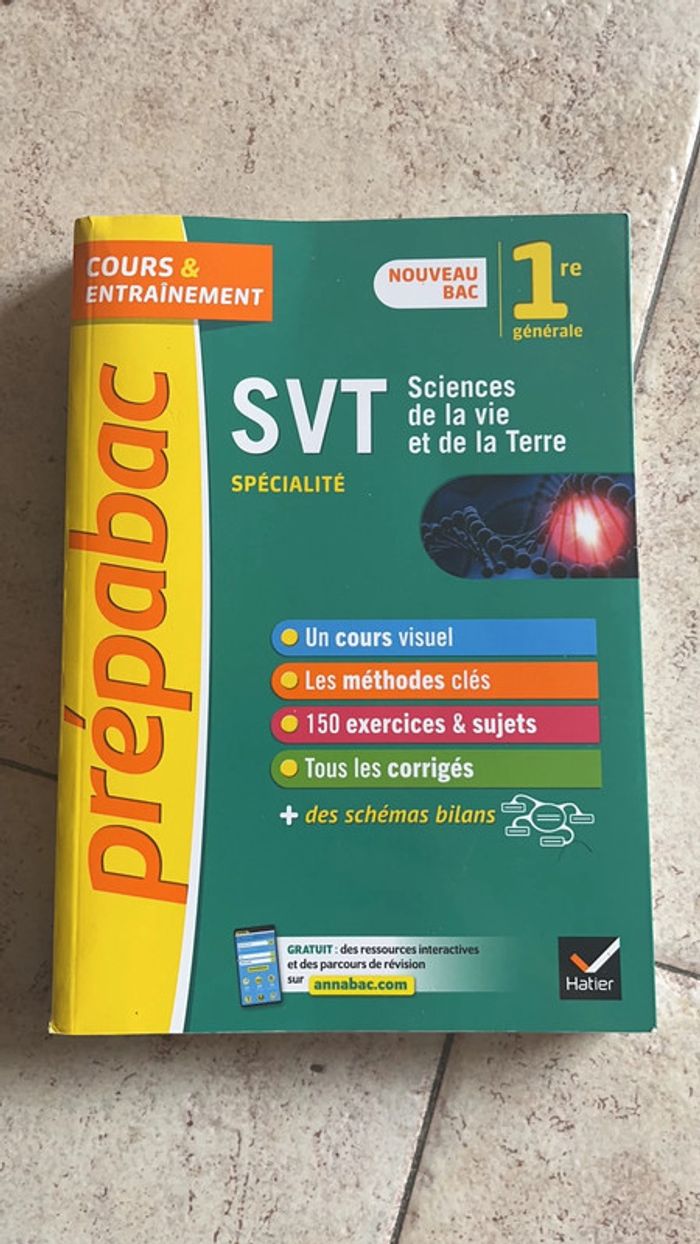 COURS &
ENTRAÎNEMENT
NOUVEAU
BAC
1re
générale
prépabac
SVT
Sciences
de la vie
et de la Terre
SPÉCIALITÉ
Un cours visuel
Les méthodes clés
150 exercices & sujets
Tous les corrigés
+ des schémas bilans
GRATUIT : des ressources interactives
et des parcours de révision
sur annabac.com
Hatier